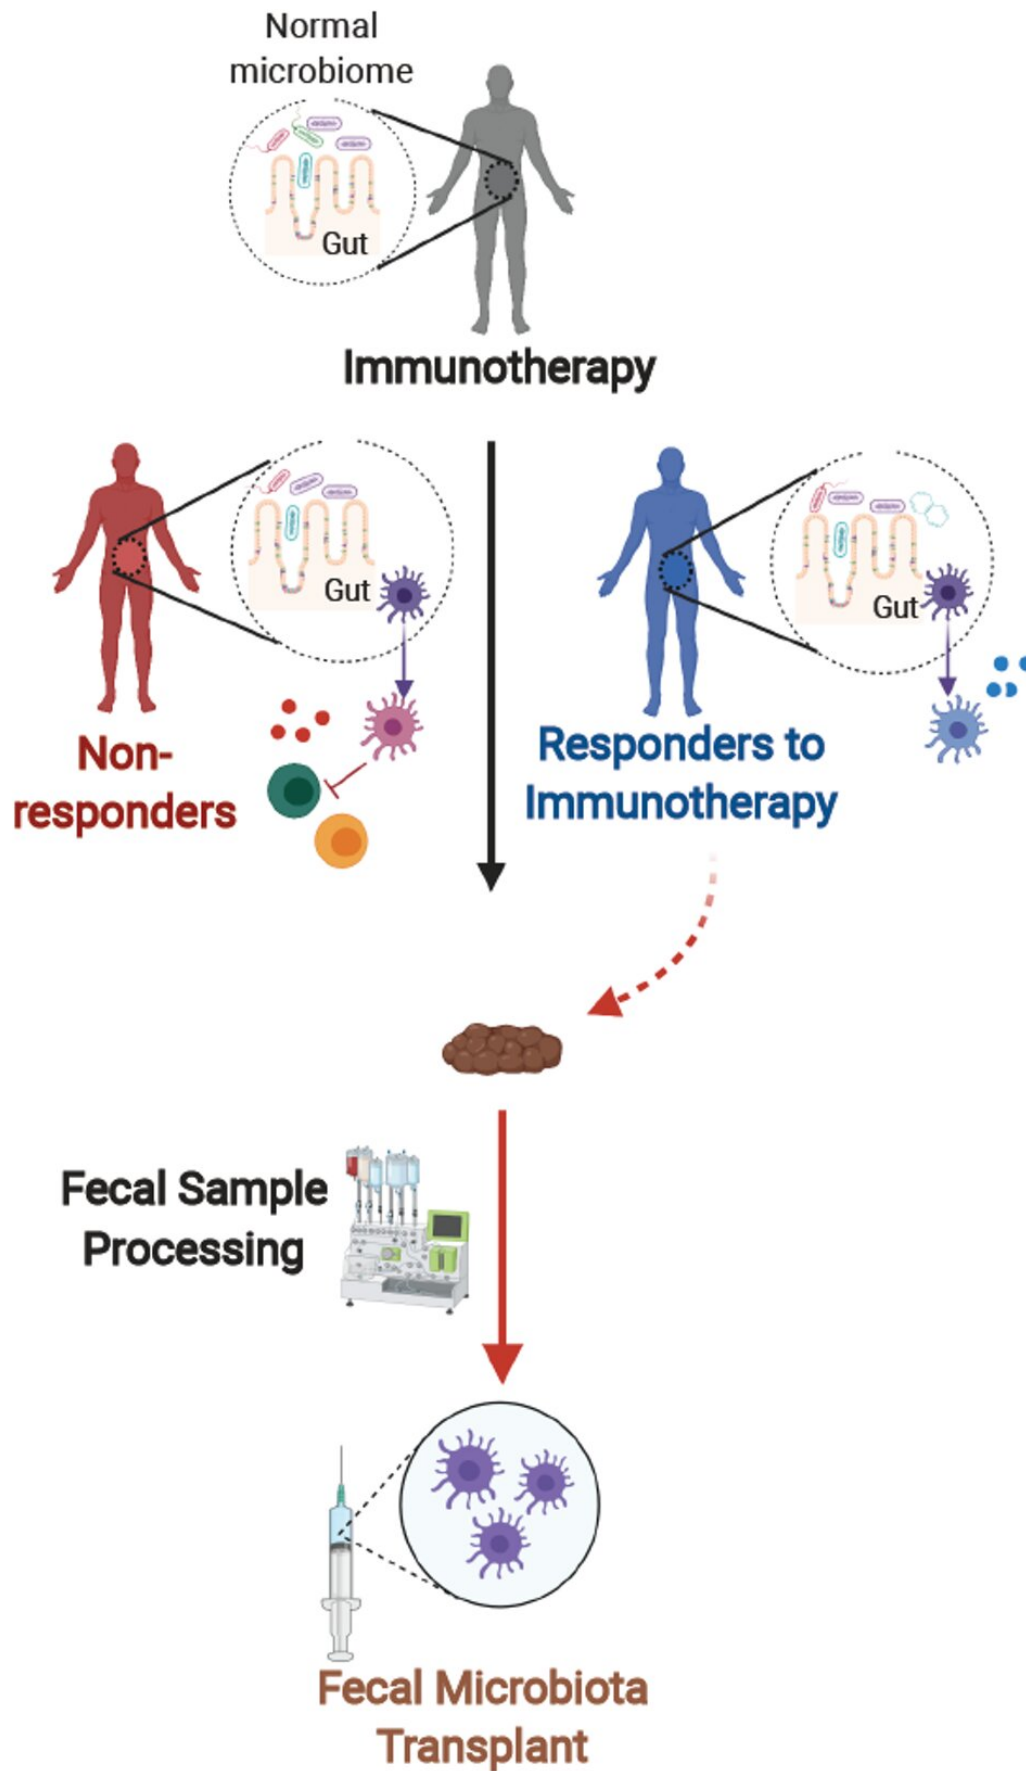 Normal
microbiome
Gut
Immunotherapy
Gut
Gut
Non-
responders
Responders to
Immunotherapy
Fecal Sample
Processing
Fecal Microbiota
Transplant